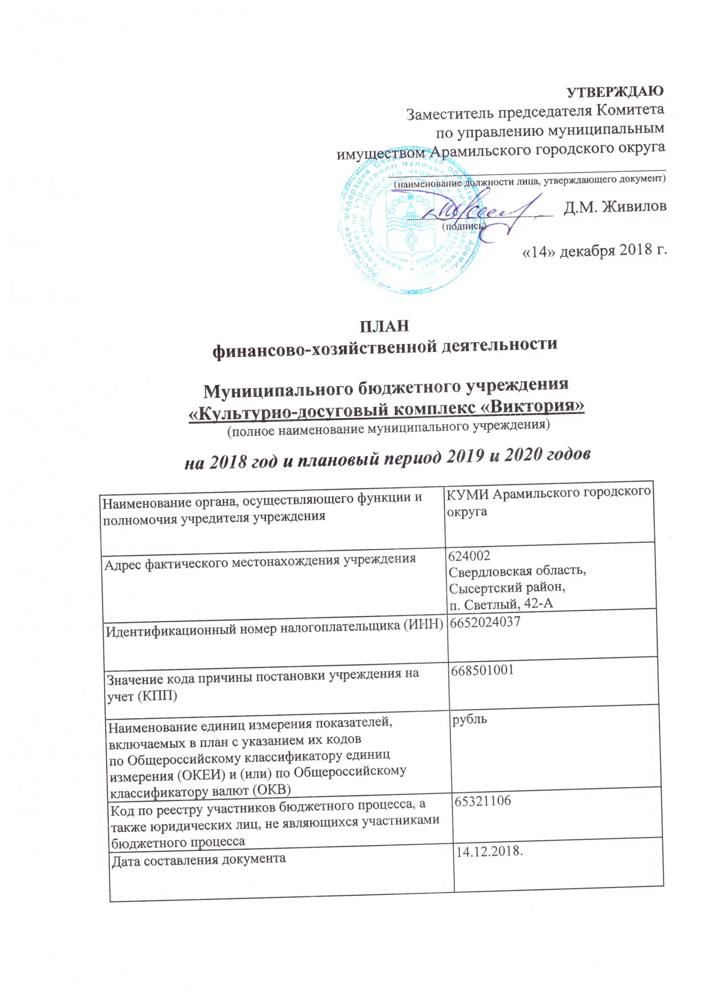 УТВЕРЖДАЮ
Заместитель председателя Комитета
по управлению муниципальным
имуществом Арамильского городского округа
(наименование должности лица, утверждающего документ)
Д.М. Живилов
(подпись)
«14» декабря 2018 г.
ПЛАН
финансово-хозяйственной деятельности
Муниципального бюджетного учреждения
«Культурно-досуговый комплекс «Виктория»
(полное наименование муниципального учреждения)
на 2018 год и плановый период 2019 и 2020 годов
Наименование органа, осуществляющего функции и
полномочия учредителя учреждения
КУМИ Арамильского городского
округа
Адрес фактического местонахождения учреждения
624002
Свердловская область,
Сысертский район,
п. Светлый, 42-А
Идентификационный номер налогоплательщика (ИНН)
6652024037
Значение кода причины постановки учреждения на
учет (КПП)
668501001
Наименование единиц измерения показателей,
включаемых в план с указанием их кодов
по Общероссийскому классификатору единиц
измерения (ОКЕИ) и (или) по Общероссийскому
классификатору валют (ОКВ)
рубль
Код по реестру участников бюджетного процесса, а
также юридических лиц, не являющихся участниками
бюджетного процесса
65321106
Дата составления документа
14.12.2018.